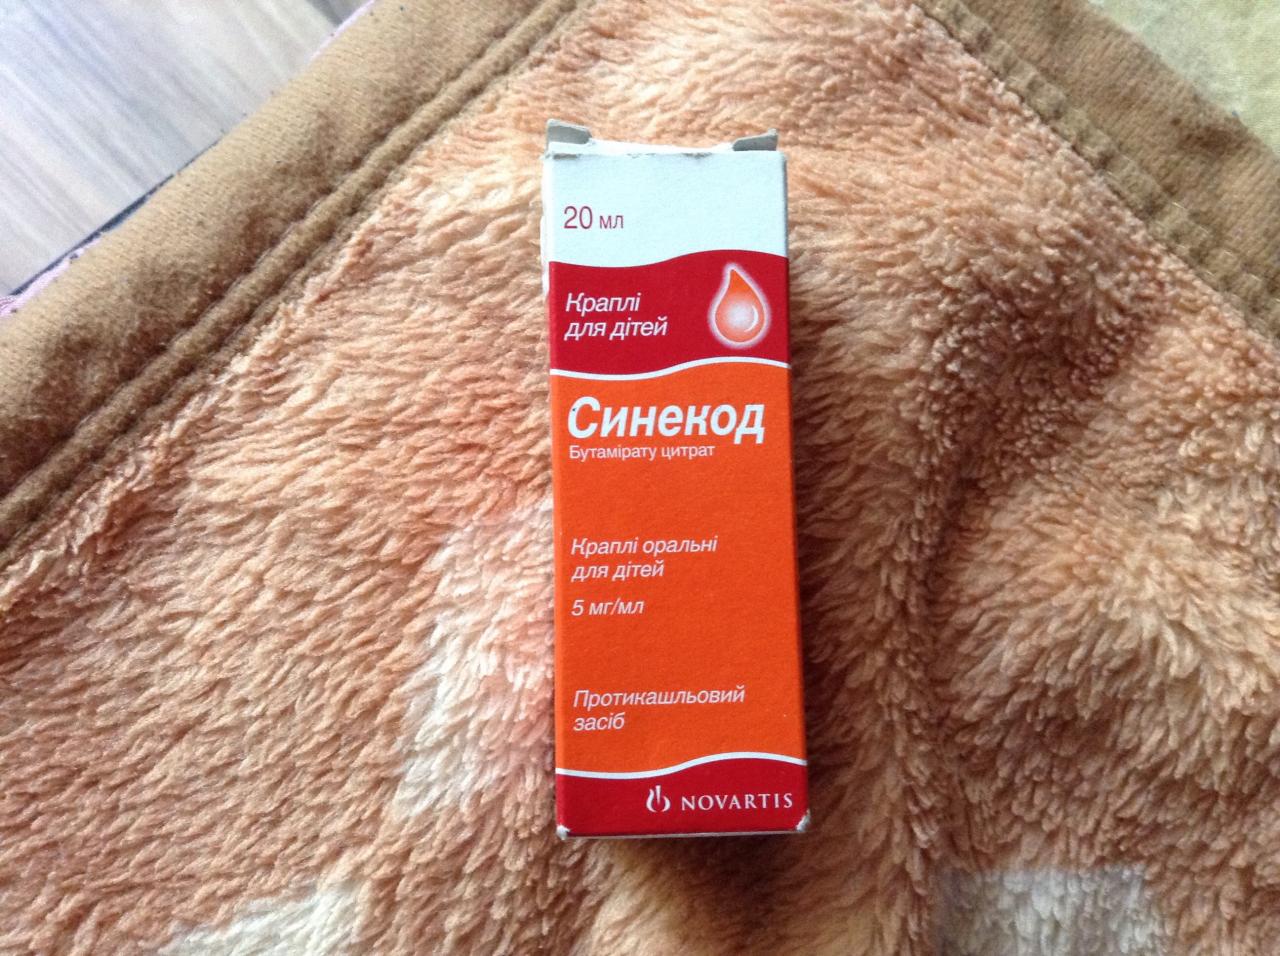 20 мл
Краплі
для дітей
Синекод
Бутамірату цитрат
Краплі оральні
для дітей
5 мг/мл
Протикашльовий
засіб
NOVARTIS